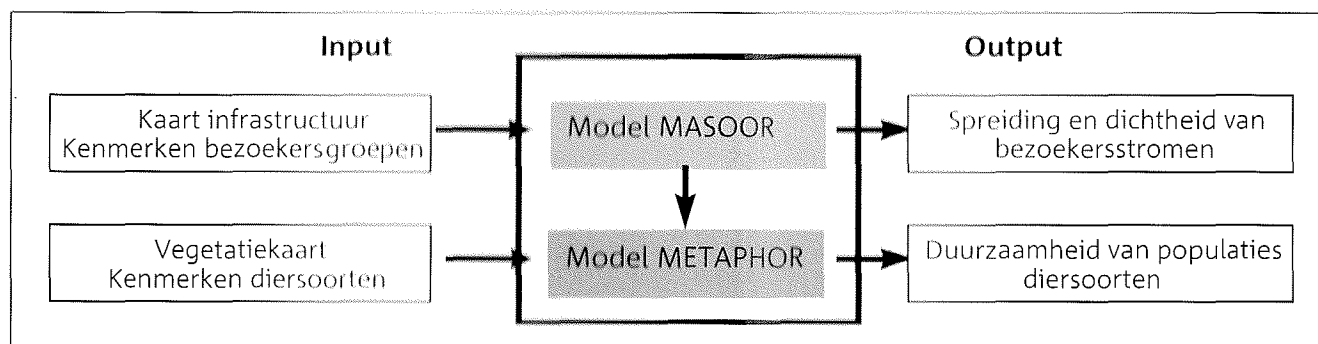 Input
Output
Kaart infrastructuur
Kenmerken bezoekersgroepen
Model MASOOR
Spreiding en dichtheid van
bezoekersstromen
Vegetatiekaart
Kenmerken diersoorten
Model METAPHOR
Duurzaamheid van populaties
diersoorten